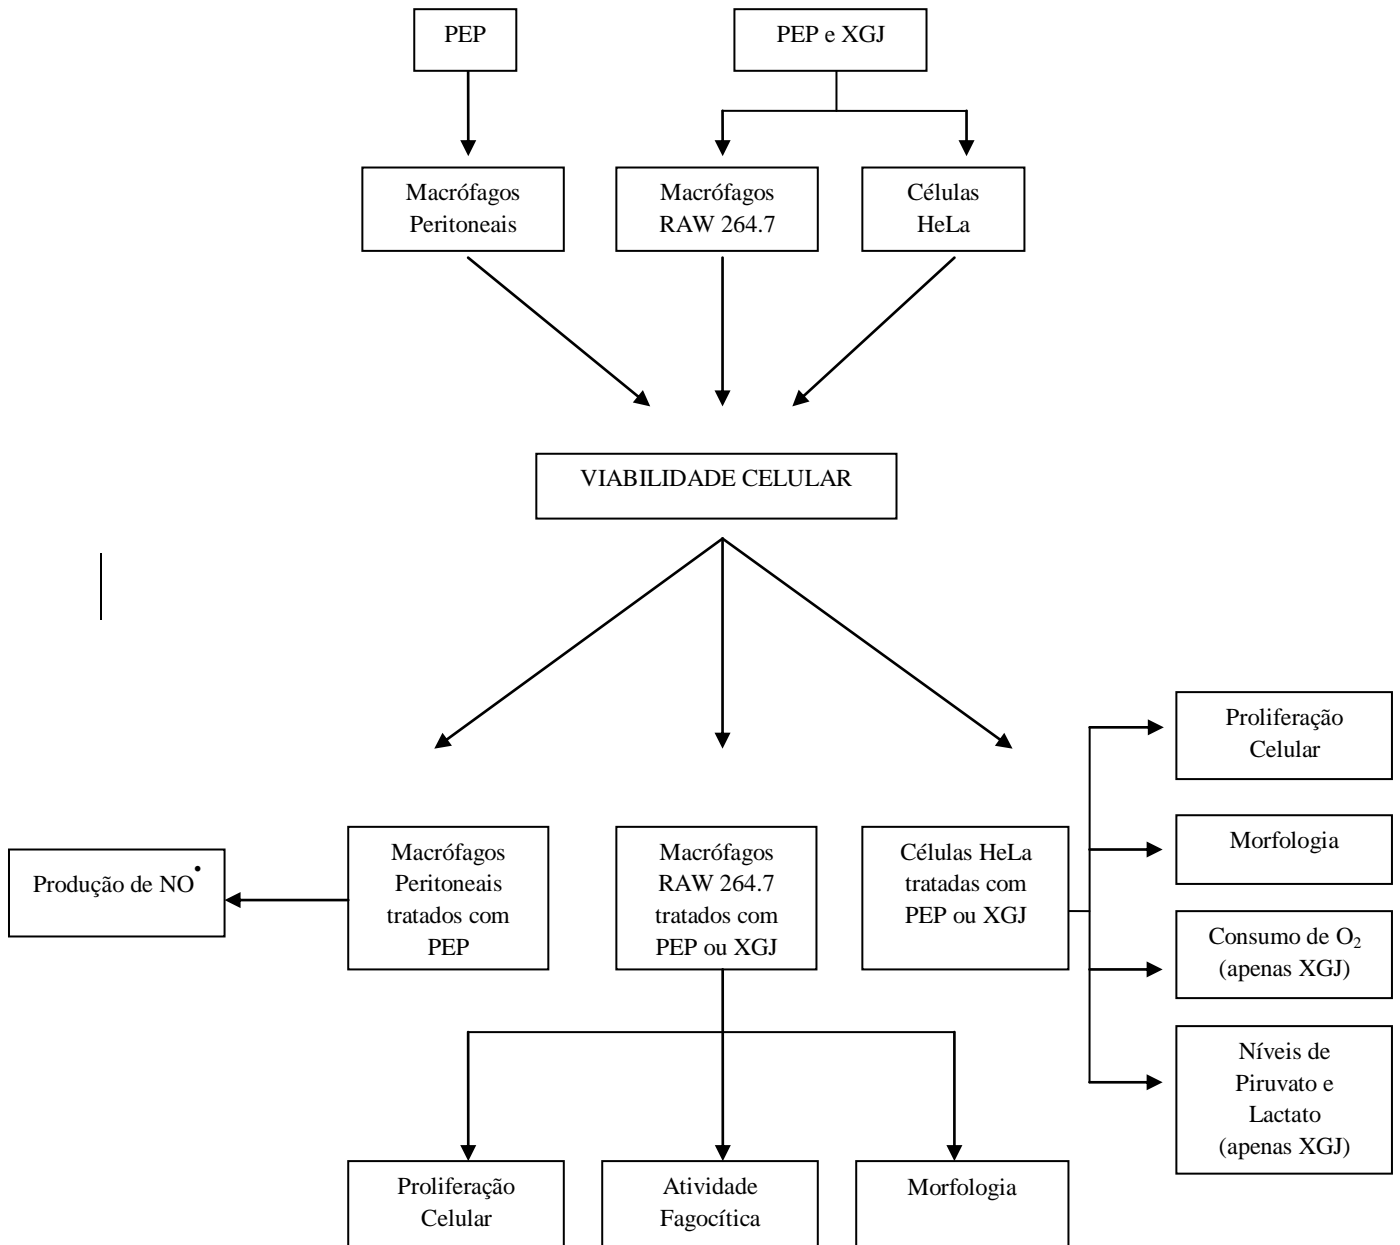 PEP
PEP e XGJ
Macrófagos
Peritoneais
Macrófagos
RAW 264.7
Células
HeLa
VIABILIDADE CELULAR
Proliferação
Celular
Morfologia
Consumo de O₂
(apenas XGJ)
Níveis de
Piruvato e
Lactato
(apenas XGJ)
Produção de NO•
Macrófagos
Peritoneais
tratados com
PEP
Macrófagos
RAW 264.7
tratados com
PEP ou XGJ
Células HeLa
tratadas com
PEP ou XGJ
Proliferação
Celular
Atividade
Fagocítica
Morfologia